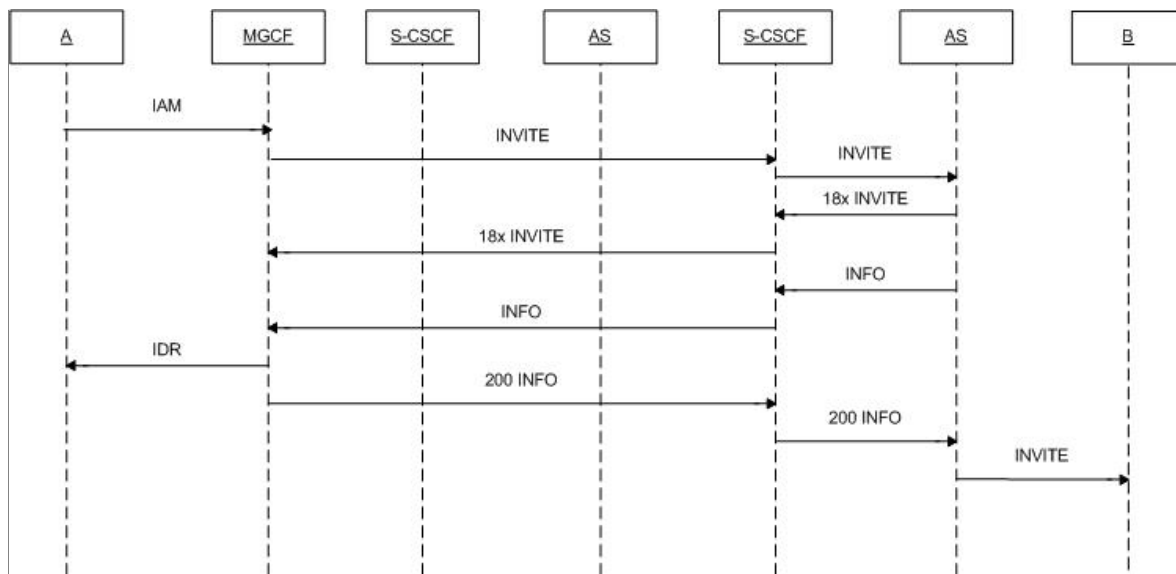 A
MGCF
S-CSCF
AS
S-CSCF
AS
B
IAM
INVITE
INVITE
18x INVITE
18x INVITE
INFO
INFO
IDR
200 INFO
200 INFO
INVITE